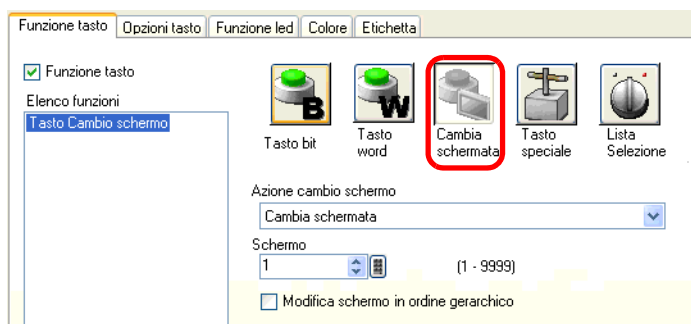 Funzione tasto Opzioni tasto Funzione led Colore Etichetta
Funzione tasto
Elenco funzioni
Tasto Cambio schermo
B W
Tasto bit
Tasto word
Cambia schermata
Tasto speciale
Lista Selezione
Azione cambio schermo
Cambia schermata
Schermo
1 (1 - 9999)
Modifica schermo in ordine gerarchico